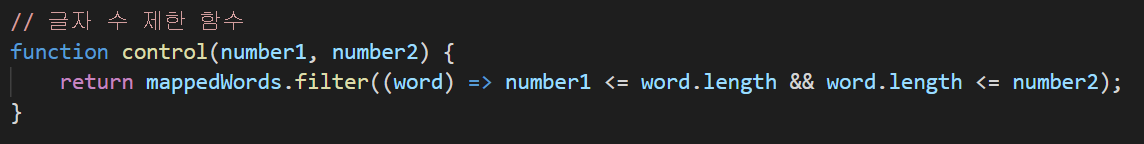 // 글자 수 제한 함수
function control(number1, number2) {
    return mappedWords.filter((word) => number1 <= word.length && word.length <= number2);
}